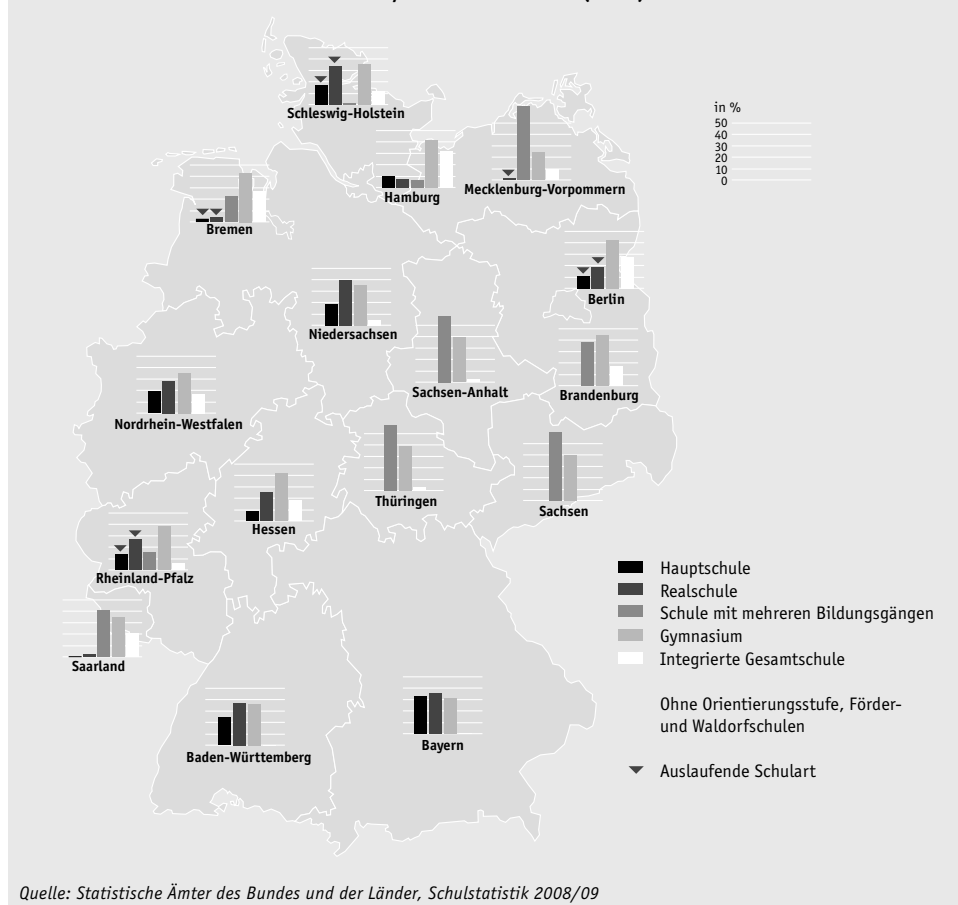 Schleswig-Holstein
in %
50
40
30
20
10
0
Hamburg
Mecklenburg-Vorpommern
Bremen
Berlin
Niedersachsen
Sachsen-Anhalt
Brandenburg
Nordrhein-Westfalen
Thüringen
Sachsen
Hessen
Rheinland-Pfalz
Saarland
Baden-Württemberg
Bayern
Hauptschule
Realschule
Schule mit mehreren Bildungsgängen
Gymnasium
Integrierte Gesamtschule
Ohne Orientierungsstufe, Förder-
und Waldorfschulen
Auslaufende Schulart
Quelle: Statistische Ämter des Bundes und der Länder, Schulstatistik 2008/09